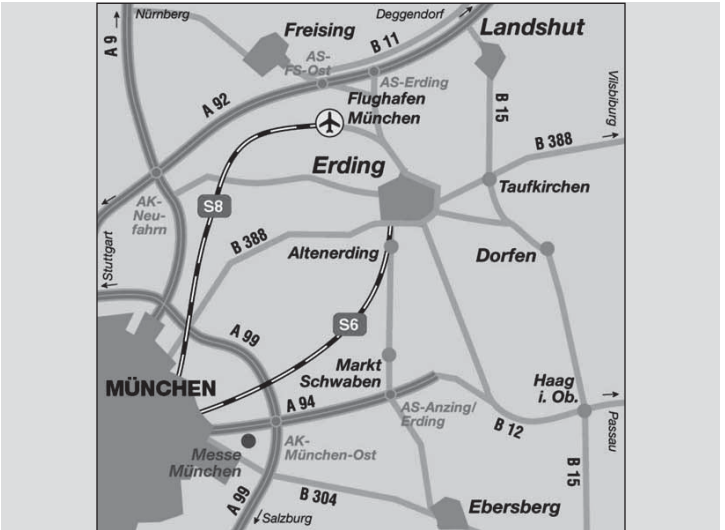 Nürnberg
Deggendorf
A 9
Freising
B 11
Landshut
AS-
FS-Ost
AS-Erding
A 92
Flughafen
München
B 15
Vilsbiburg
B 388
Erding
Taufkirchen
AK-
Neu-
fahrn
S8
Stuttgart
B 388
Altenerding
Dorfen
S6
A 99
Markt
Schwaben
MÜNCHEN
A 94
AS-Anzing/
Erding
Haag
i. Ob.
B 12
Passau
Messe
München
AK-
München-Ost
B 15
A 99
B 304
Ebersberg
Salzburg